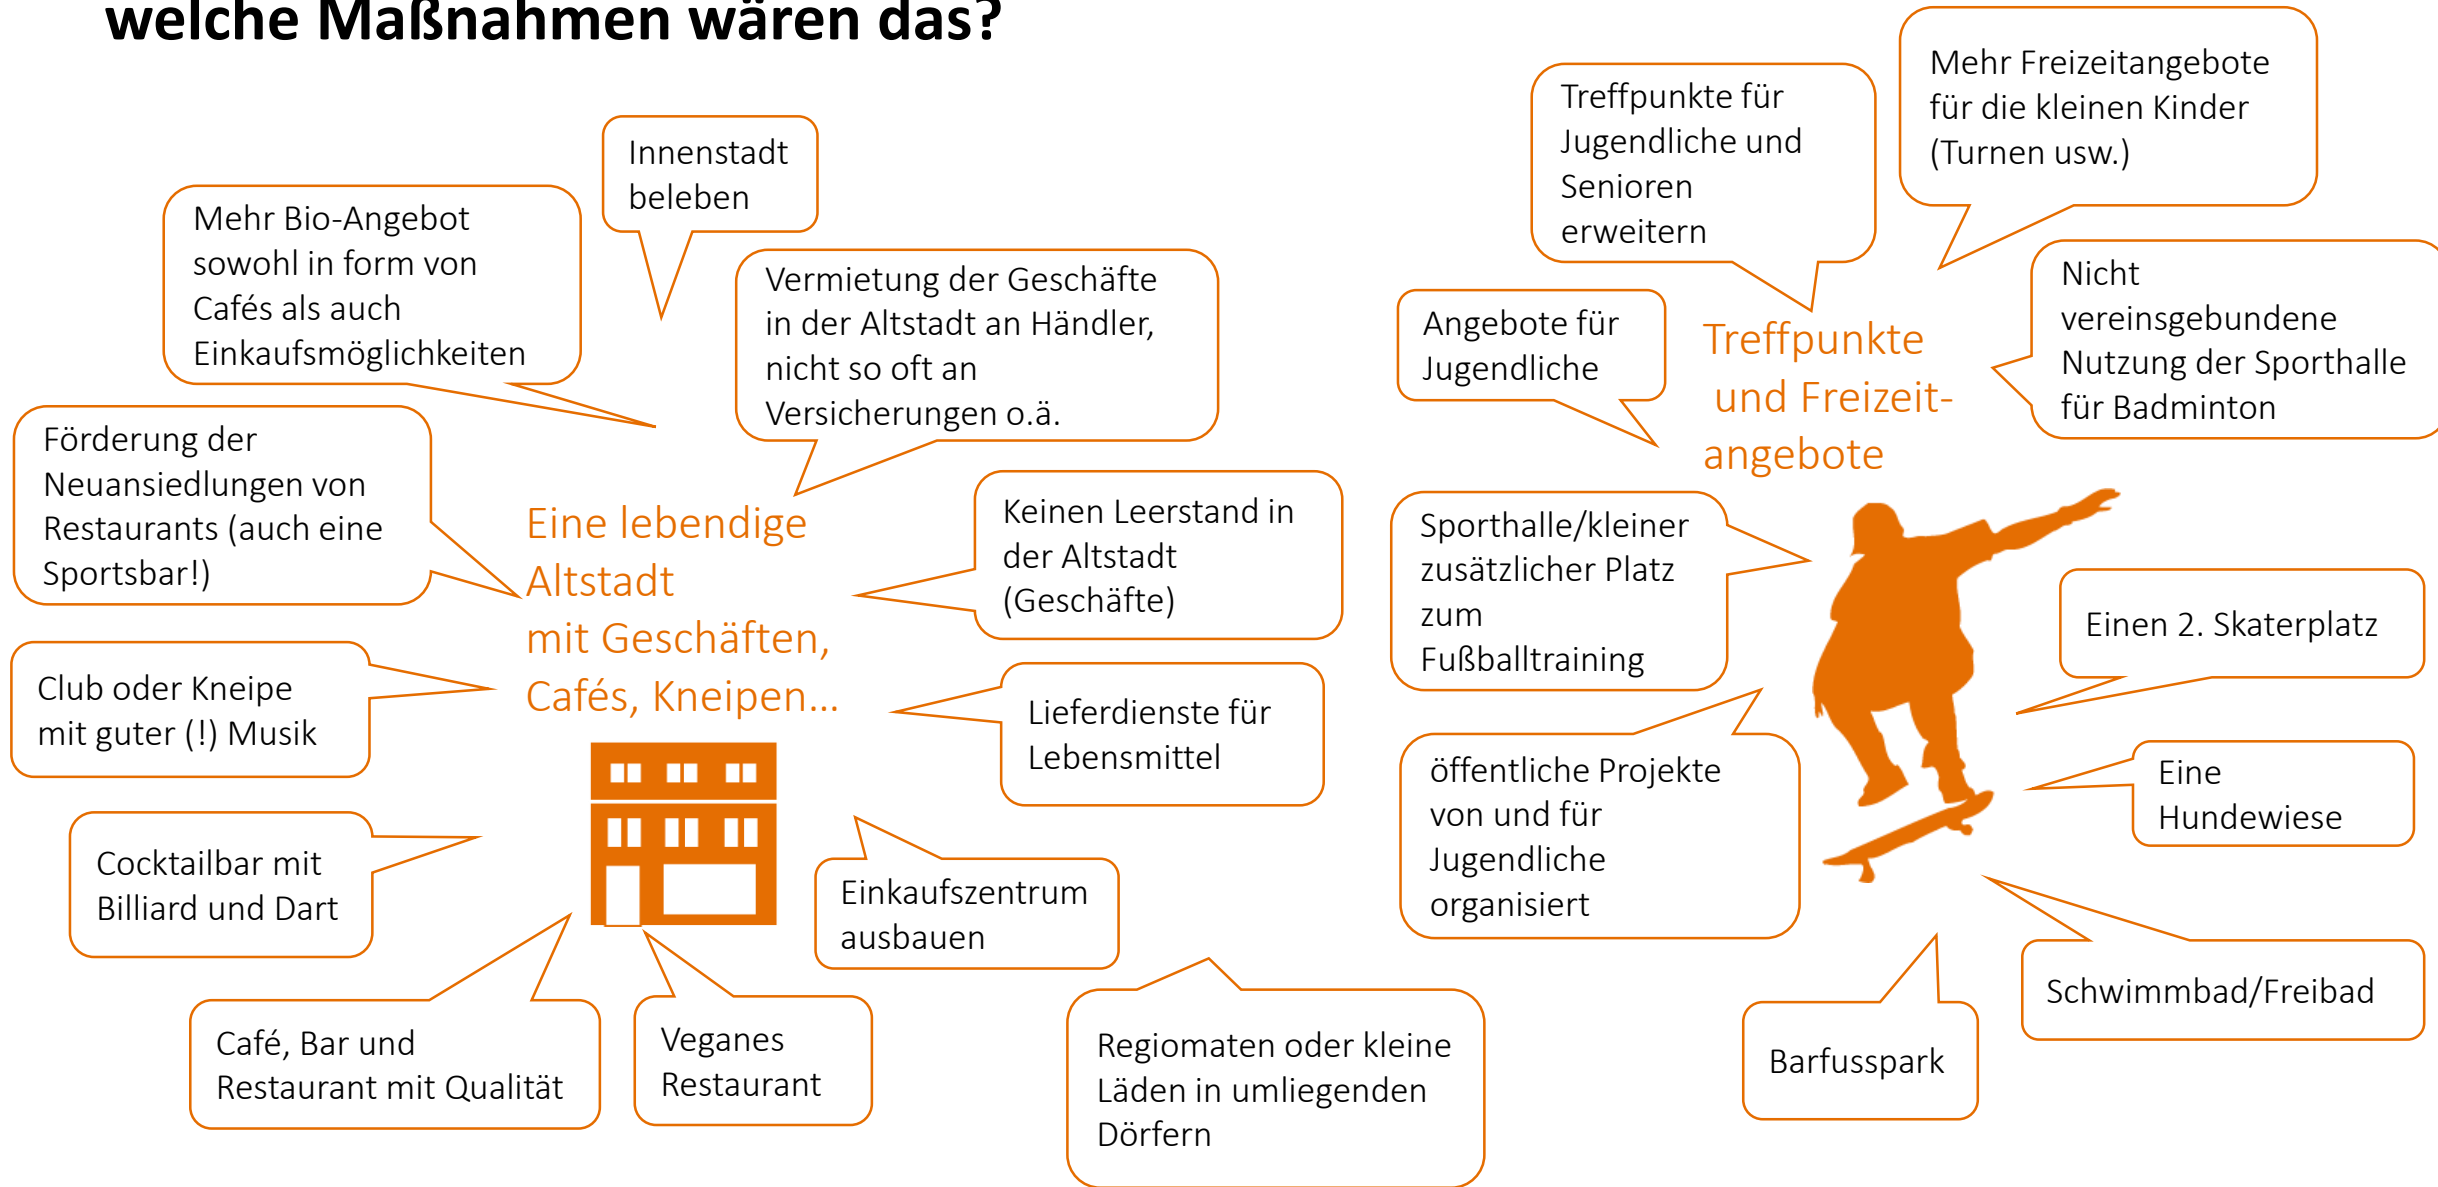 welche Maßnahmen wären das?
Innenstadt
beleben
Mehr Bio-Angebot
sowohl in form von
Cafés als auch
Einkaufsmöglichkeiten
Vermietung der Geschäfte
in der Altstadt an Händler,
nicht so oft an
Versicherungen o.ä.
Förderung der
Neuansiedlungen von
Restaurants (auch eine
Sportsbar!)
Eine lebendige
Altstadt
mit Geschäften,
Cafés, Kneipen...
Keinen Leerstand in
der Altstadt
(Geschäfte)
Club oder Kneipe
mit guter (!) Musik
Lieferdienste für
Lebensmittel
Cocktailbar mit
Billiard und Dart
Einkaufszentrum
ausbauen
Café, Bar und
Restaurant mit Qualität
Veganes
Restaurant
Regiomaten oder kleine
Läden in umliegenden
Dörfern
Treffpunkte für
Jugendliche und
Senioren
erweitern
Mehr Freizeitangebote
für die kleinen Kinder
(Turnen usw.)
Angebote für
Jugendliche
Treffpunkte
und Freizeit-
angebote
Nicht
vereinsgebundene
Nutzung der Sporthalle
für Badminton
Sporthalle/kleiner
zusätzlicher Platz
zum
Fußballtraining
Einen 2. Skaterplatz
öffentliche Projekte
von und für
Jugendliche
organisiert
Eine
Hundewiese
Schwimmbad/Freibad
Barfusspark